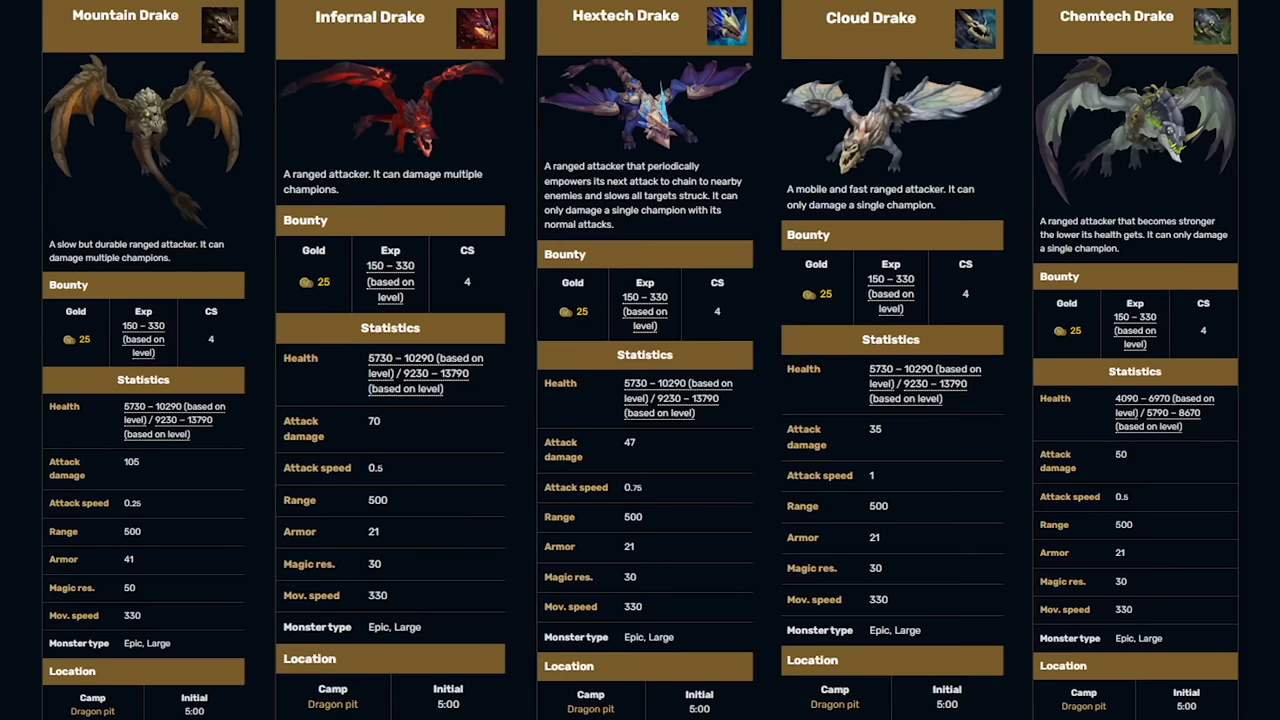 Mountain Drake
A slow but durable ranged attacker. It can
damage multiple champions.
Bounty
Gold Exp CS
25 150 – 330 4
(based on
level)
Statistics
Health 5730 – 10290 (based on
level) / 9230 – 13790
(based on level)
Attack 105
damage
Attack speed 0.25
Range 500
Armor 41
Magic res. 50
Mov. speed 330
Monster type Epic, Large
Location
Camp Initial
Dragon pit 5:00
Infernal Drake
A ranged attacker. It can damage multiple
champions.
Bounty
Gold Exp CS
25 150 – 330 4
(based on
level)
Statistics
Health 5730 – 10290 (based on
level) / 9230 – 13790
(based on level)
Attack 70
damage
Attack speed 0.5
Range 500
Armor 21
Magic res. 30
Mov. speed 330
Monster type Epic, Large
Location
Camp Initial
Dragon pit 5:00
Hextech Drake
A ranged attacker that periodically
empowers its next attack to chain to nearby
enemies and slows all targets struck. It can
only damage a single champion with its
normal attacks.
Bounty
Gold Exp CS
25 150 – 330 4
(based on
level)
Statistics
Health 5730 – 10290 (based on
level) / 9230 – 13790
(based on level)
Attack 47
damage
Attack speed 0.75
Range 500
Armor 21
Magic res. 30
Mov. speed 330
Monster type Epic, Large
Location
Camp Initial
Dragon pit 5:00
Cloud Drake
A mobile and fast ranged attacker. It can
only damage a single champion.
Bounty
Gold Exp CS
25 150 – 330 4
(based on
level)
Statistics
Health 5730 – 10290 (based on
level) / 9230 – 13790
(based on level)
Attack 35
damage
Attack speed 1
Range 500
Armor 21
Magic res. 30
Mov. speed 330
Monster type Epic, Large
Location
Camp Initial
Dragon pit 5:00
Chemtech Drake
A ranged attacker that becomes stronger
the lower its health gets. It can only damage
a single champion.
Bounty
Gold Exp CS
25 150 – 330 4
(based on
level)
Statistics
Health 4090 – 6970 (based on
level) / 5790 – 8670
(based on level)
Attack 50
damage
Attack speed 0.5
Range 500
Armor 21
Magic res. 30
Mov. speed 330
Monster type Epic, Large
Location
Camp Initial
Dragon pit 5:00